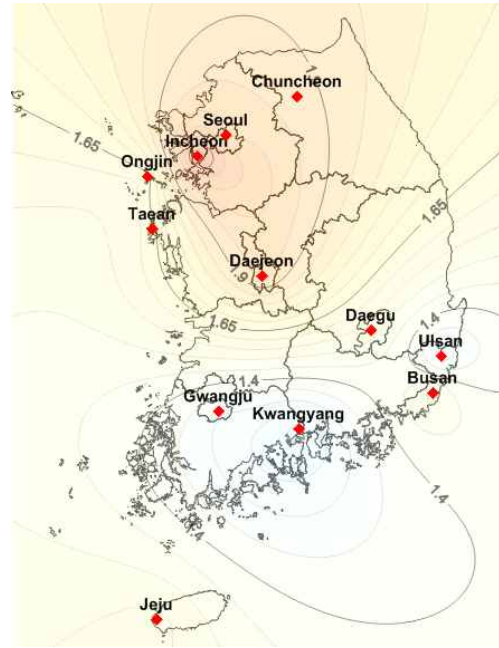 Chuncheon
Seoul
Incheon
1.65
Ongjin
Taean
1.65
Daejeon
1.9
1.65
Daegu
1.4
Ulsan
1.4
Busan
Gwangju
Kwangyang
1.4
Jeju